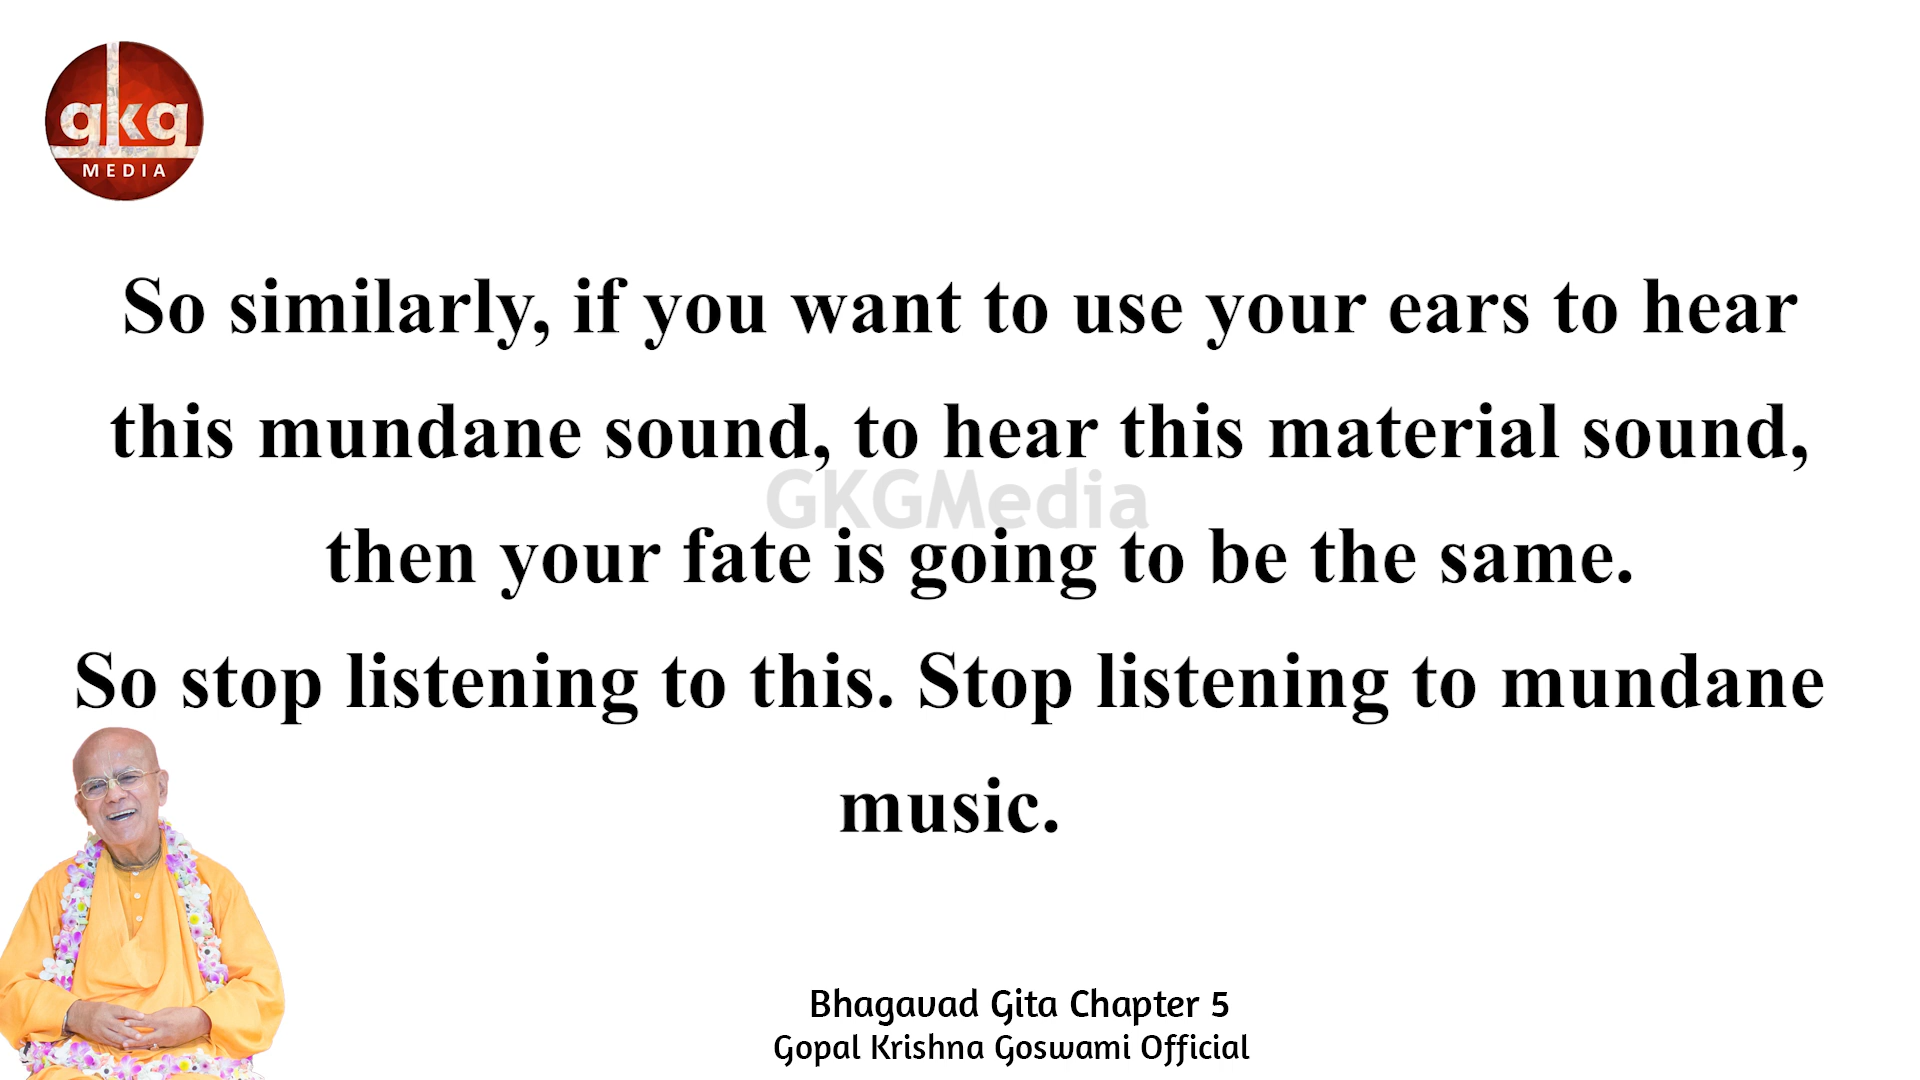 gkg
MEDIA
So similarly, if you want to use your ears to hear
this mundane sound, to hear this material sound,
GKGMedia
then your fate is going to be the same.
So stop listening to this. Stop listening to mundane
music.
Bhagavad Gita Chapter 5
Gopal Krishna Goswami Official